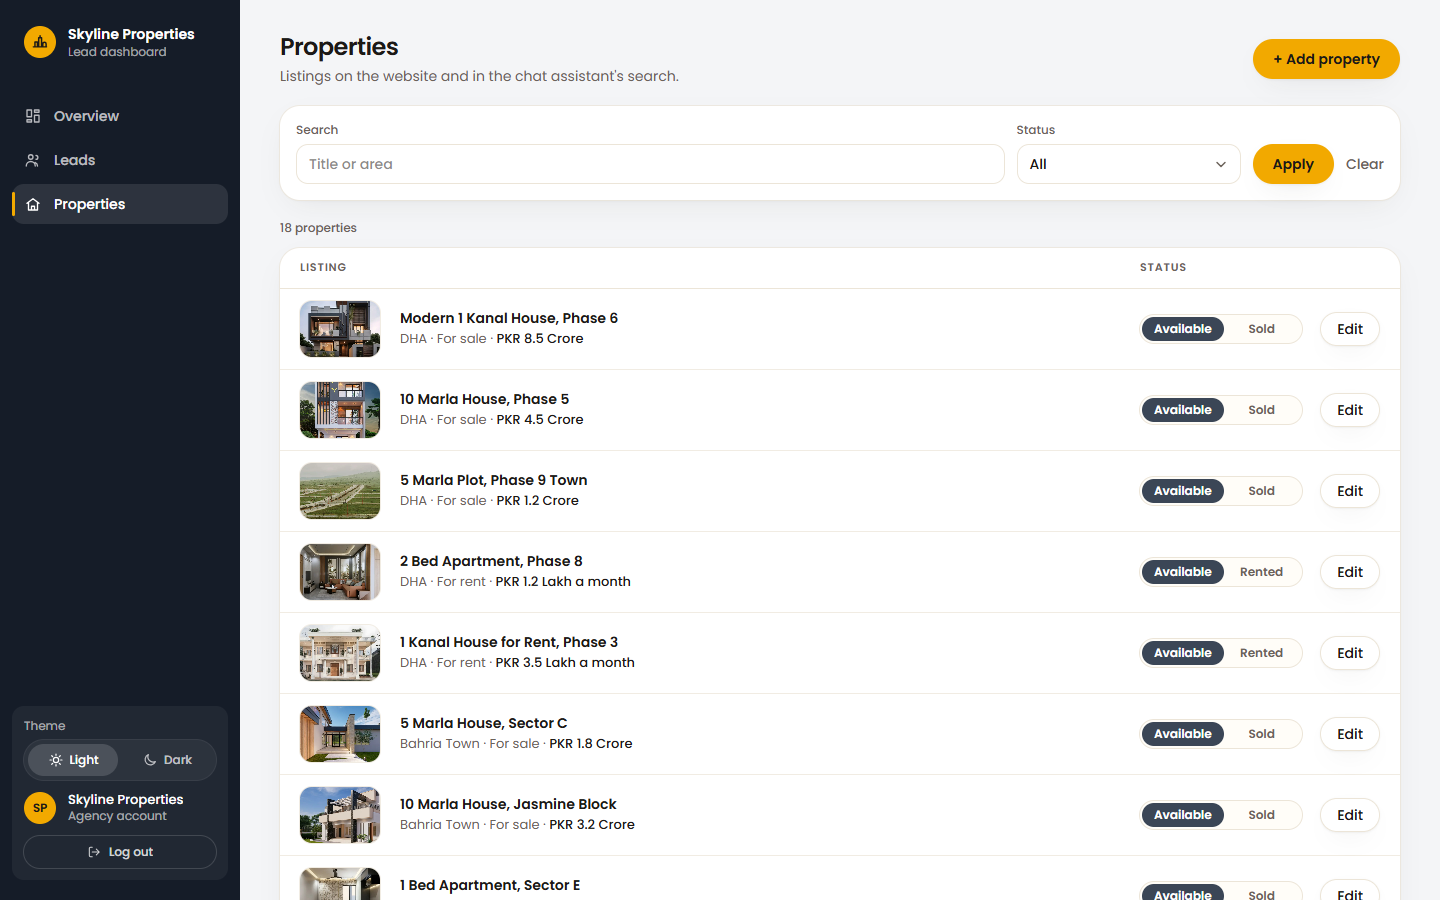 Skyline Properties
Lead dashboard
Overview
Leads
Properties
Theme
Light
Dark
SP
Skyline Properties
Agency account
Log out
Properties
Listings on the website and in the chat assistant's search.
+ Add property
Search
Title or area
Status
All
Apply
Clear
18 properties
LISTING
STATUS
Modern 1 Kanal House, Phase 6
DHA · For sale · PKR 8.5 Crore
Available
Sold
Edit
10 Marla House, Phase 5
DHA · For sale · PKR 4.5 Crore
Available
Sold
Edit
5 Marla Plot, Phase 9 Town
DHA · For sale · PKR 1.2 Crore
Available
Sold
Edit
2 Bed Apartment, Phase 8
DHA · For rent · PKR 1.2 Lakh a month
Available
Rented
Edit
1 Kanal House for Rent, Phase 3
DHA · For rent · PKR 3.5 Lakh a month
Available
Rented
Edit
5 Marla House, Sector C
Bahria Town · For sale · PKR 1.8 Crore
Available
Sold
Edit
10 Marla House, Jasmine Block
Bahria Town · For sale · PKR 3.2 Crore
Available
Sold
Edit
1 Bed Apartment, Sector E
Available
Sold
Edit